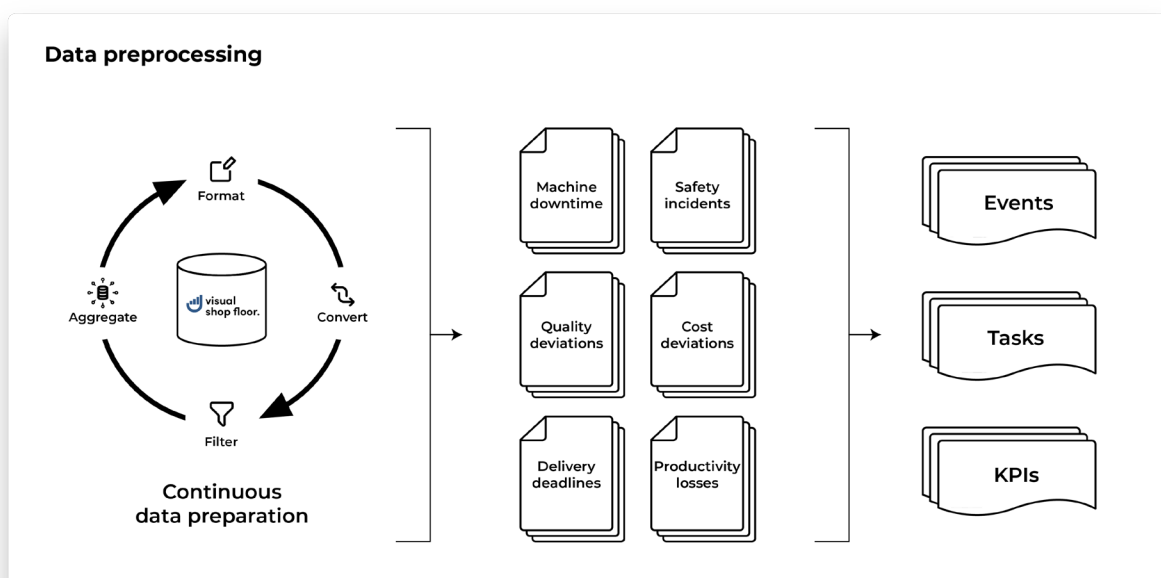 Data preprocessing
Format
Aggregate
visual
shop floor.
Convert
Filter
Continuous
data preparation
Machine
downtime
Safety
incidents
Quality
deviations
Cost
deviations
Delivery
deadlines
Productivity
losses
Events
Tasks
KPIs